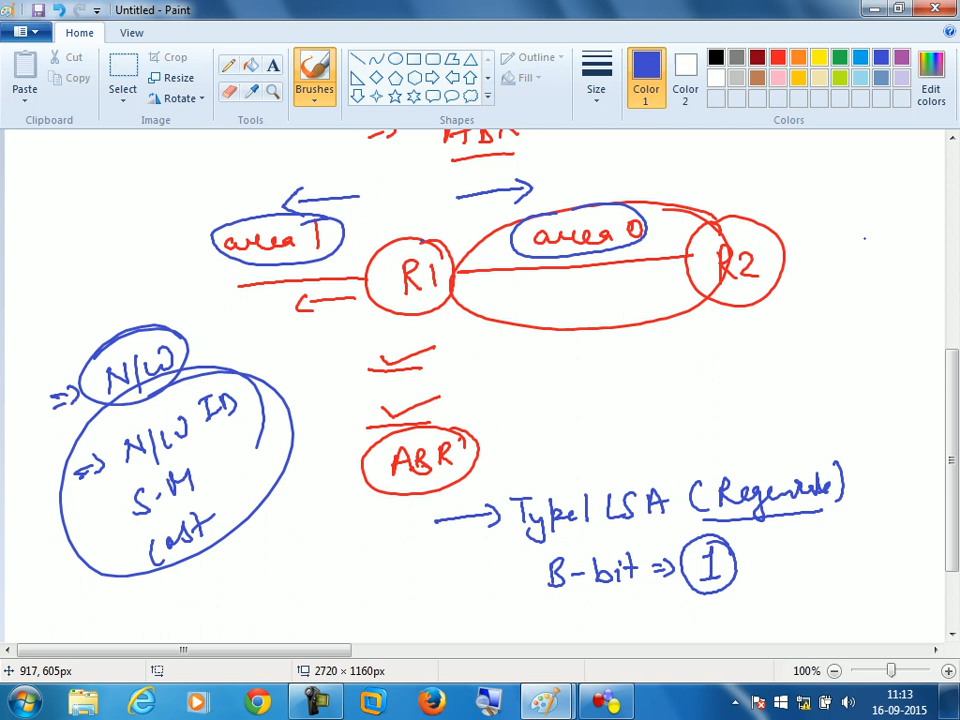 Untitled - Paint
Home
View
Paste
Cut
Copy
Clipboard
Select
Crop
Resize
Rotate
Image
A
Tools
Brushes
Shapes
Outline
Fill
Size
Color 1
Color 2
Edit colors
Colors
=> ABR
area 1
area 0
R1
R2
=> N/W
=> N/W ID
S.M
Cost
ABR
Type1 LSA (Regenerate)
B-bit => 1
917, 605px
2720 × 1160px
100%
11:13
16-09-2015